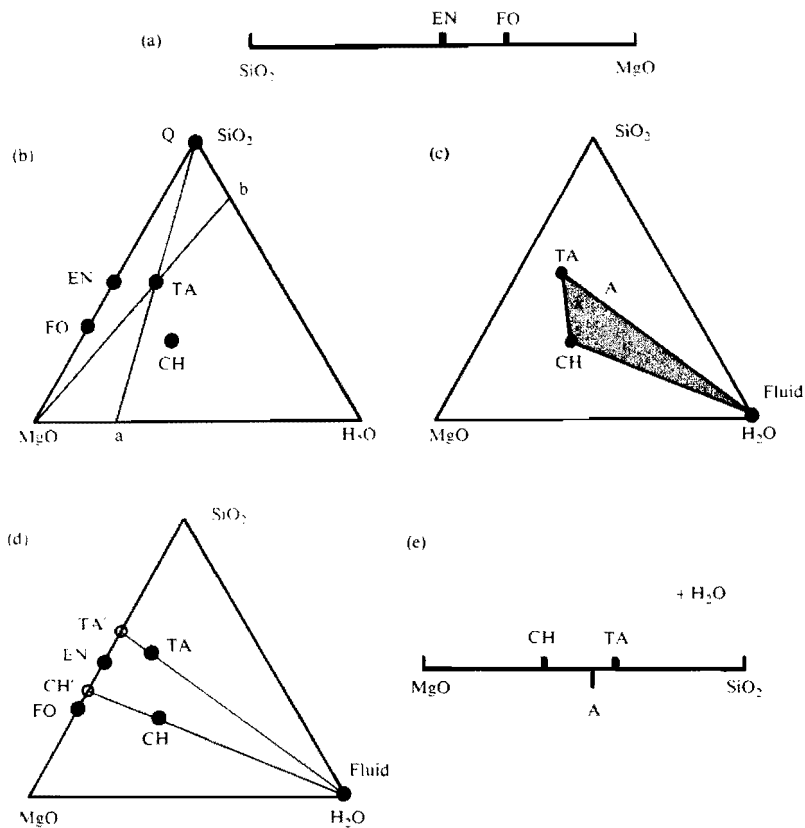 EN FO
(a)
SiO₂ MgO
Q SiO₂
(b)
b
EN TA
FO
CH
MgO a H₂O
(c)
SiO₂
TA
A
CH
Fluid
MgO H₂O
(d)
SiO₂
TA′
TA
EN
CH′
FO
CH
Fluid
MgO H₂O
(e)
+ H₂O
CH TA
MgO SiO₂
A